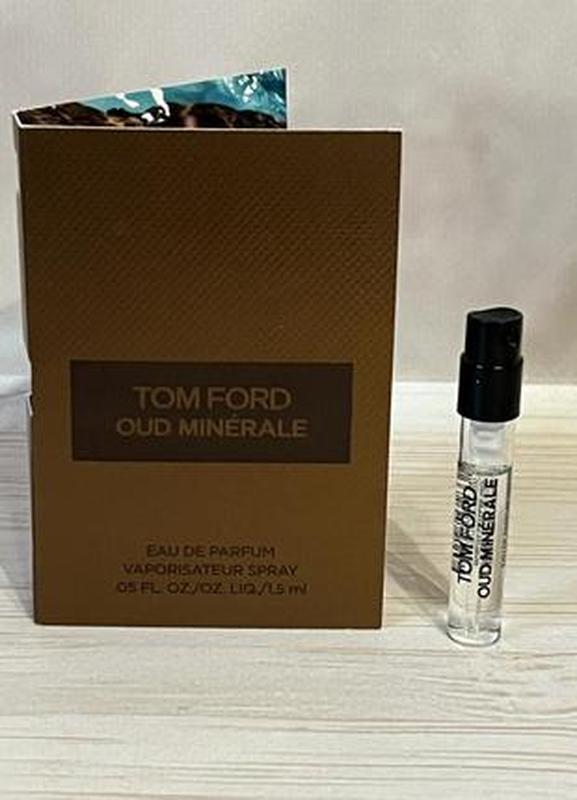 TOM FORD
OUD MINÉRALE
EAU DE PARFUM
VAPORISATEUR SPRAY
.05 FL. OZ./OZ. LIQ./1,5 ml
TOM FORD
OUD MINÉRALE